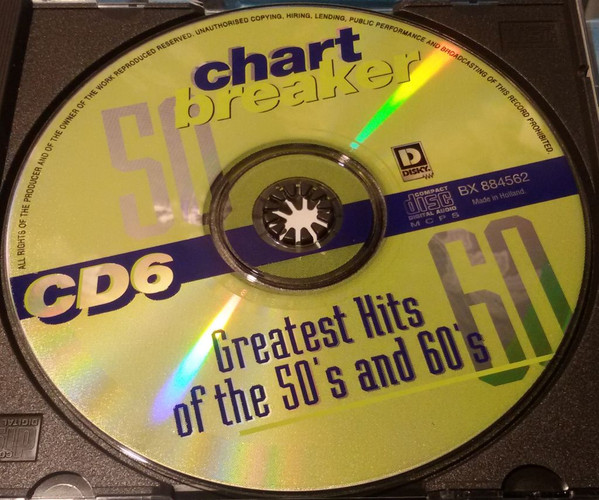 ALL RIGHTS OF THE PRODUCER AND OF THE OWNER OF THE WORK REPRODUCED RESERVED. UNAUTHORISED COPYING, HIRING, LENDING, PUBLIC PERFORMANCE AND BROADCASTING OF THIS RECORD PROHIBITED.
chart
breaker
50
D
DISKY
COMPACT
disc
DIGITAL AUDIO
MCPS
BX 884562
Made in Holland.
CD6
60
Greatest Hits
of the 50's and 60's